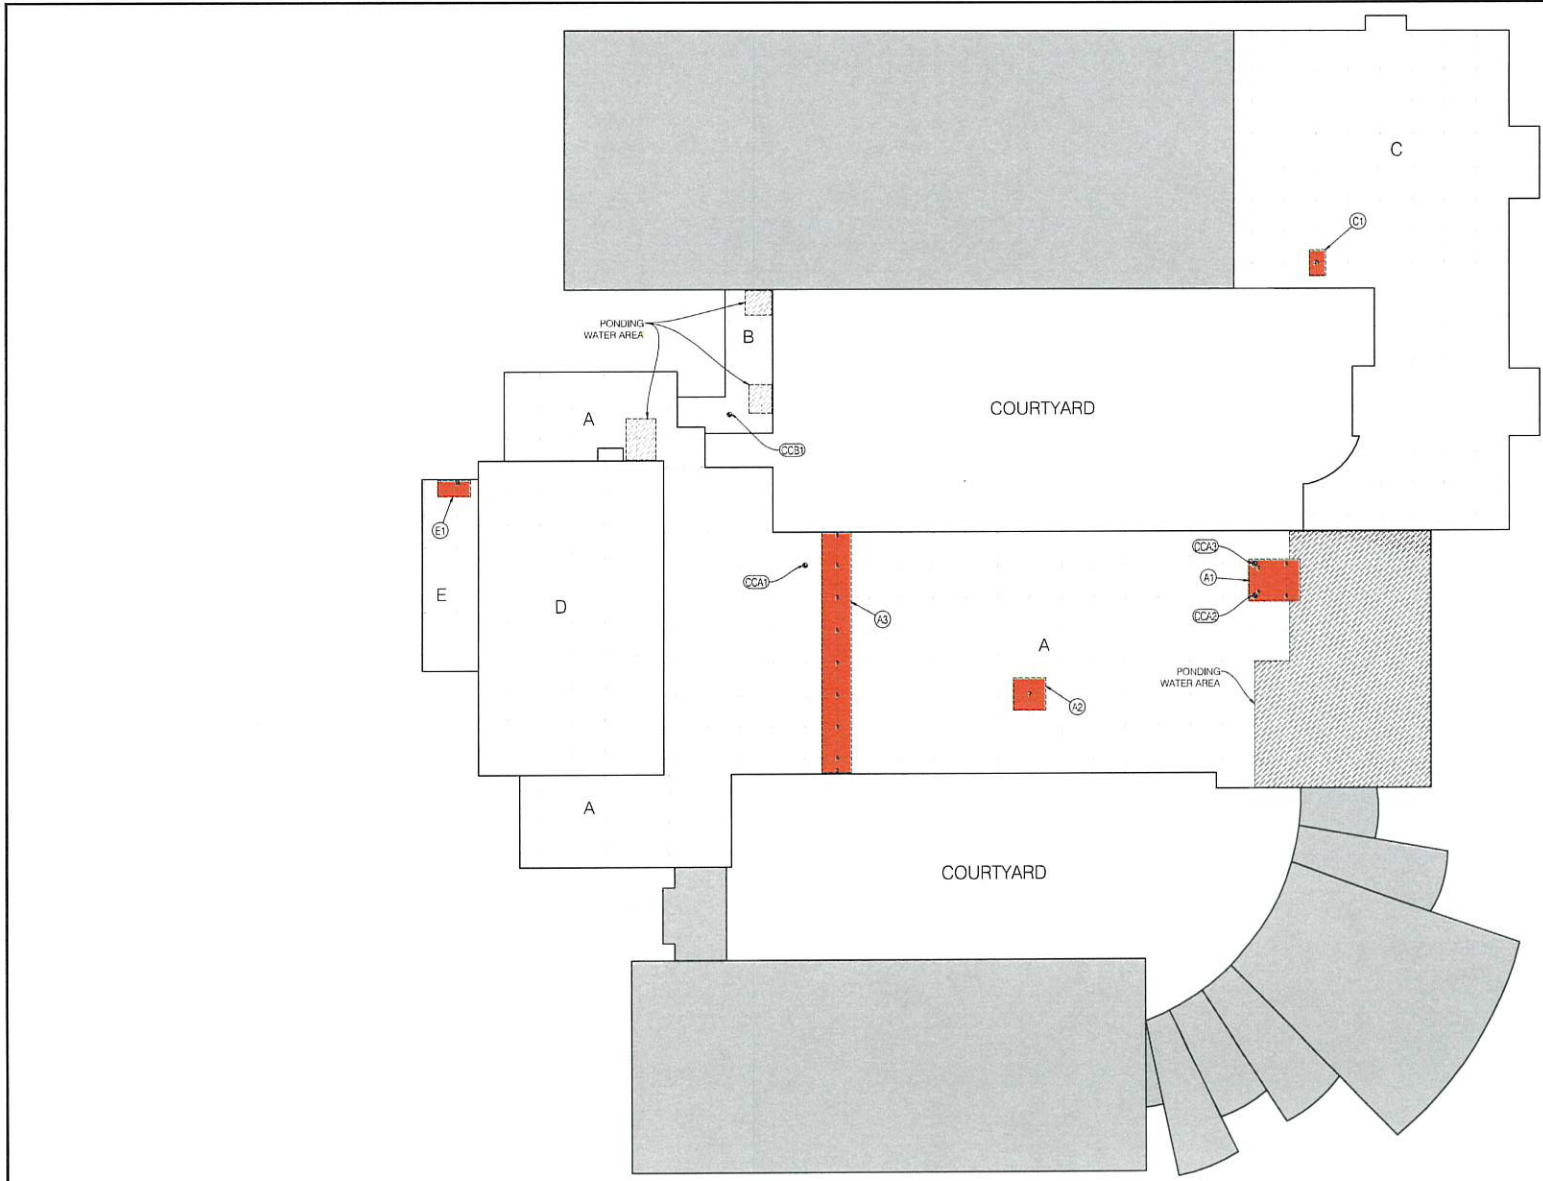 C
C1
PONDING
WATER AREA
B
COURTYARD
A
CCB1
E1
CCA3
CCA1
A1
E
D
A3
CCA2
A
PONDING
WATER AREA
A2
A
COURTYARD